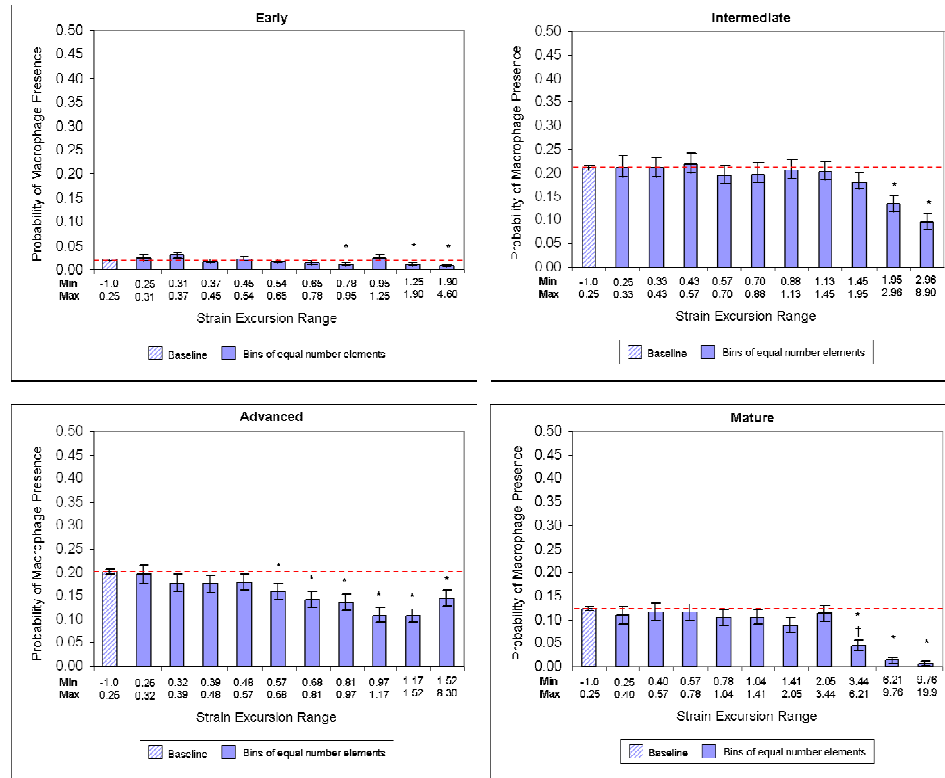 Early
Probability of Macrophage Presence
0.50
0.45
0.40
0.35
0.30
0.25
0.20
0.15
0.10
0.05
0.00
* * *
Min -1.0 0.25 0.31 0.37 0.45 0.54 0.65 0.78 0.95 1.25 1.90
Max 0.25 0.31 0.37 0.45 0.54 0.65 0.78 0.95 1.25 1.90 4.60
Strain Excursion Range
Baseline Bins of equal number elements
Intermediate
Probability of Macrophage Presence
0.50
0.45
0.40
0.35
0.30
0.25
0.20
0.15
0.10
0.05
0.00
* *
Min -1.0 0.25 0.33 0.43 0.57 0.70 0.88 1.13 1.45 1.95 2.96
Max 0.25 0.33 0.43 0.57 0.70 0.88 1.13 1.45 1.95 2.96 8.90
Strain Excursion Range
Baseline Bins of equal number elements
Advanced
Probability of Macrophage Presence
0.50
0.45
0.40
0.35
0.30
0.25
0.20
0.15
0.10
0.05
0.00
* * * * * *
Min -1.0 0.25 0.32 0.39 0.48 0.57 0.68 0.81 0.97 1.17 1.52
Max 0.25 0.32 0.39 0.48 0.57 0.68 0.81 0.97 1.17 1.52 8.30
Strain Excursion Range
Baseline Bins of equal number elements
Mature
Probability of Macrophage Presence
0.50
0.45
0.40
0.35
0.30
0.25
0.20
0.15
0.10
0.05
0.00
* * *
†
Min -1.0 0.25 0.40 0.57 0.78 1.04 1.41 2.05 3.44 6.21 9.76
Max 0.25 0.40 0.57 0.78 1.04 1.41 2.05 3.44 6.21 9.76 19.9
Strain Excursion Range
Baseline Bins of equal number elements